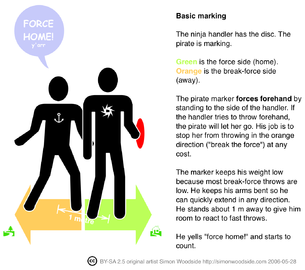 FORCE
HOME!
y'arr
1 m
Basic marking
The ninja handler has the disc. The
pirate is marking.
Green is the force side (home).
Orange is the break-force side
(away).
The pirate marker forces forehand by
standing to the side of the handler. If
the handler tries to throw forehand,
the pirate will let her go. His job is to
stop her from throwing in the orange
direction ("break the force") at any
cost.
The marker keeps his weight low
because most break-force throws are
low. He keeps his arms bent so he
can quickly extend in any direction.
He stands about 1 m away to give him
room to react to fast throws.
He yells "force home!" and starts to
count.
cc BY-SA 2.5 original artist Simon Woodside http://simonwoodside.com 2006-05-28